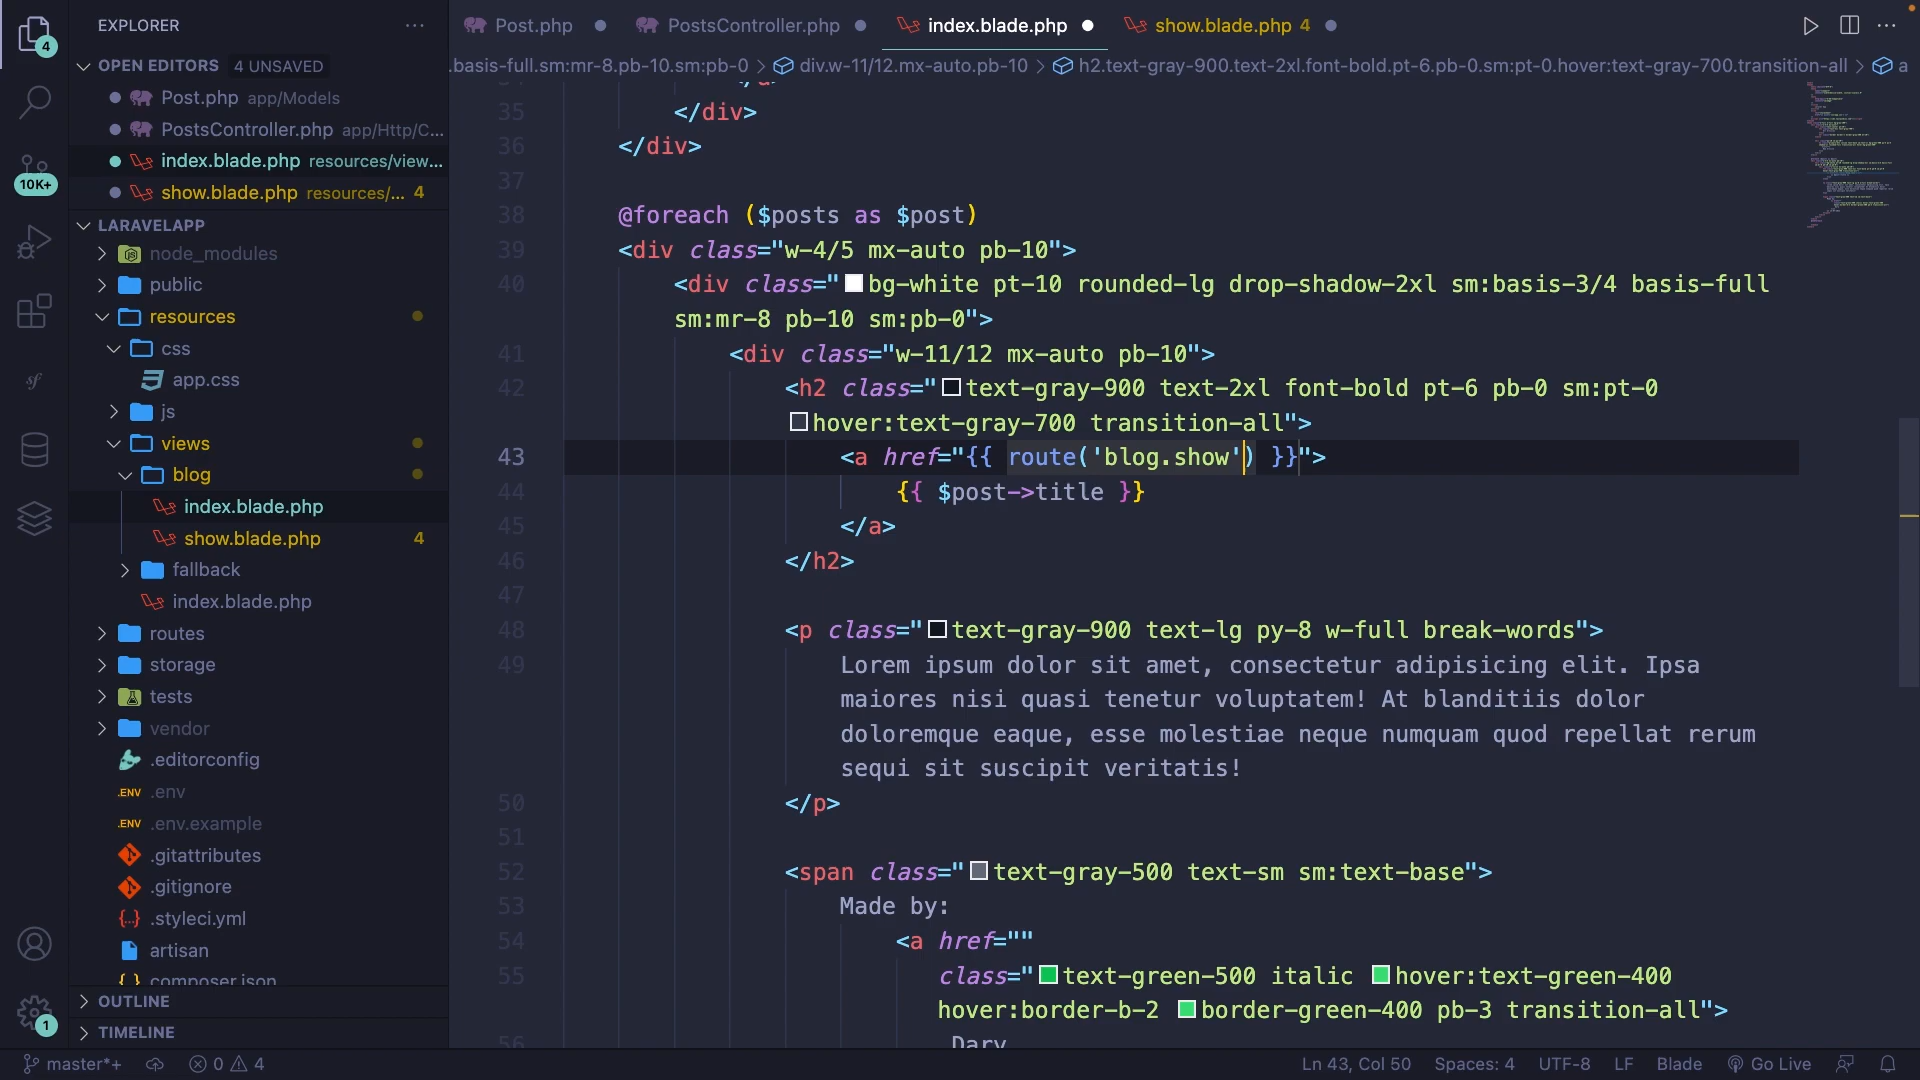 EXPLORER
Post.php
PostsController.php
index.blade.php
show.blade.php 4
OPEN EDITORS 4 UNSAVED
Post.php app/Models
PostsController.php app/Http/C...
index.blade.php resources/view...
show.blade.php resources/... 4
LARAVELAPP
node_modules
public
resources
css
app.css
js
views
blog
index.blade.php
show.blade.php 4
fallback
index.blade.php
routes
storage
tests
vendor
.editorconfig
.env
.env.example
.gitattributes
.gitignore
.styleci.yml
artisan
composer.json
OUTLINE
TIMELINE
4
10K+
1
.basis-full.sm:mr-8.pb-10.sm:pb-0 > div.w-11/12.mx-auto.pb-10 > h2.text-gray-900.text-2xl.font-bold.pt-6.pb-0.sm:pt-0.hover:text-gray-700.transition-all > a
35 </div>
36 </div>
37
38 @foreach ($posts as $post)
39 <div class="w-4/5 mx-auto pb-10">
40 <div class="bg-white pt-10 rounded-lg drop-shadow-2xl sm:basis-3/4 basis-full
sm:mr-8 pb-10 sm:pb-0">
41 <div class="w-11/12 mx-auto pb-10">
42 <h2 class="text-gray-900 text-2xl font-bold pt-6 pb-0 sm:pt-0
hover:text-gray-700 transition-all">
43 <a href="{{ route('blog.show') }}">
44 {{ $post->title }}
45 </a>
46 </h2>
47
48 <p class="text-gray-900 text-lg py-8 w-full break-words">
49 Lorem ipsum dolor sit amet, consectetur adipisicing elit. Ipsa
maiores nisi quasi tenetur voluptatem! At blanditiis dolor
doloremque eaque, esse molestiae neque numquam quod repellat rerum
sequi sit suscipit veritatis!
50 </p>
51
52 <span class="text-gray-500 text-sm sm:text-base">
53 Made by:
54 <a href=""
55 class="text-green-500 italic hover:text-green-400
hover:border-b-2 border-green-400 pb-3 transition-all">
56 Dary
master*+ 0 4
Ln 43, Col 50 Spaces: 4 UTF-8 LF Blade Go Live